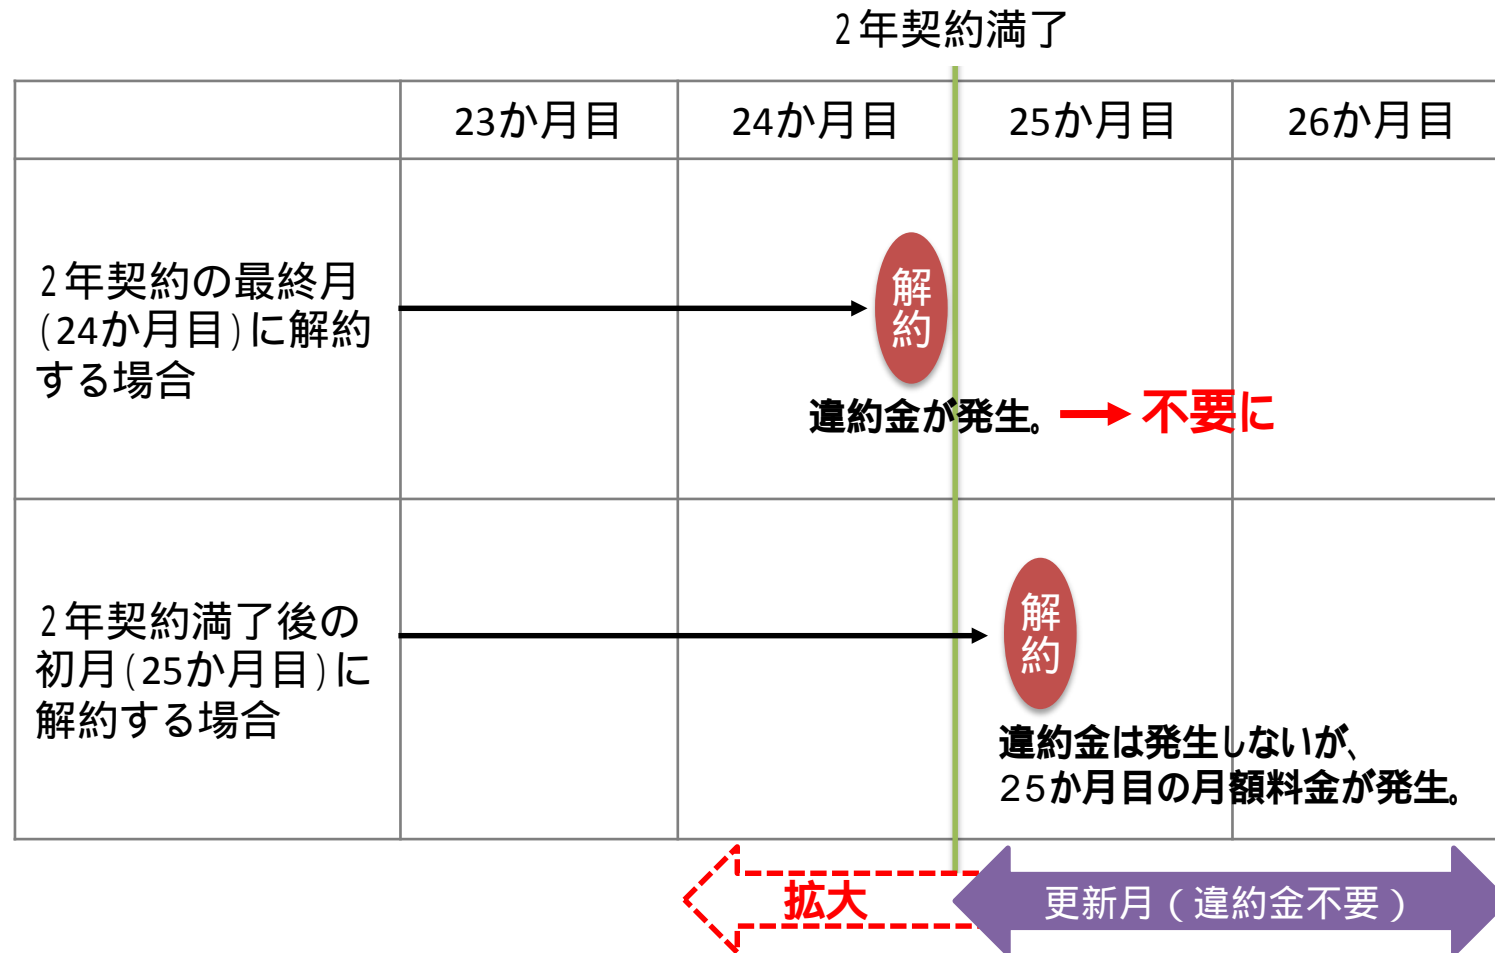 2年契約満了
23か月目
24か月目
25か月目
26か月目
2年契約の最終月
(24か月目)に解約
する場合
解
約
違約金が発生。
不要に
2年契約満了後の
初月(25か月目)に
解約する場合
解
約
違約金は発生しないが、
25か月目の月額料金が発生。
拡大
更新月(違約金不要)